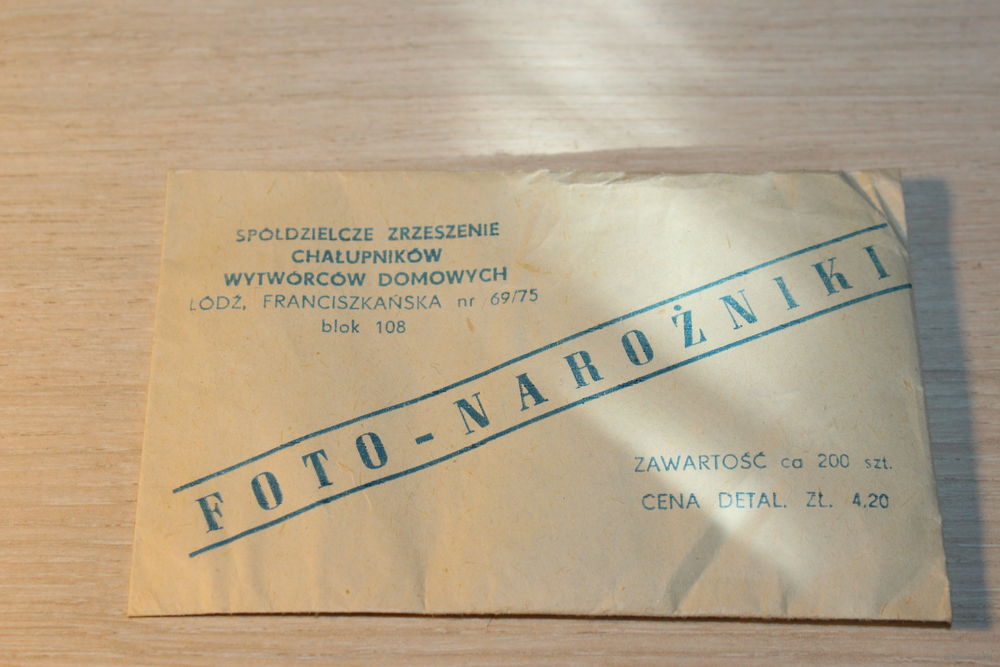 SPÓŁDZIELCZE ZRZESZENIE
CHAŁUPNIKÓW
WYTWÓRCÓW DOMOWYCH
ŁÓDŹ, FRANCISZKAŃSKA nr 69/75
blok 108
FOTO-NAROŻNIKI
ZAWARTOŚĆ ca 200 szt.
CENA DETAL. ZŁ. 4.20